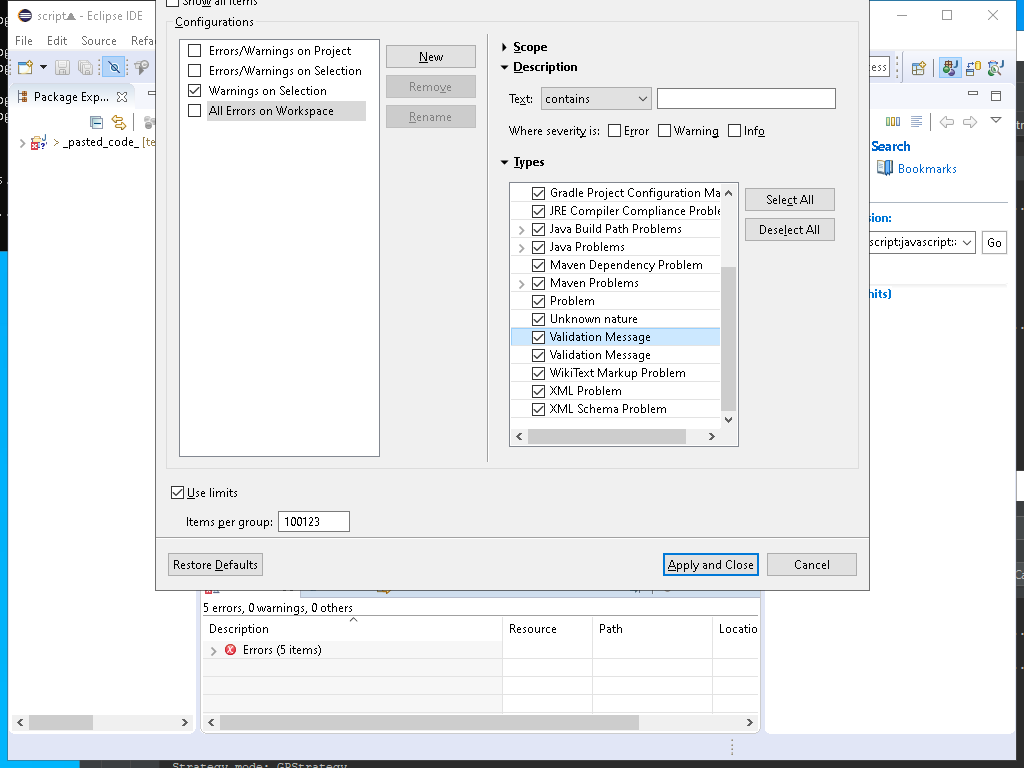 Show all items
script - Eclipse IDE
File Edit Source Refa
Configurations
Errors/Warnings on Project
Errors/Warnings on Selection
Warnings on Selection
All Errors on Workspace
New
Remove
Rename
Scope
Description
Text: contains
Where severity is: Error Warning Info
Types
Gradle Project Configuration Ma
JRE Compiler Compliance Proble
Java Build Path Problems
Java Problems
Maven Dependency Problem
Maven Problems
Problem
Unknown nature
Validation Message
Validation Message
WikiText Markup Problem
XML Problem
XML Schema Problem
Select All
Deselect All
Use limits
Items per group: 100123
Restore Defaults
Apply and Close
Cancel
Package Exp...
> _pasted_code_ [te
ess
Search
Bookmarks
sion:
script:javascript:
Go
hits)
5 errors, 0 warnings, 0 others
Description Resource Path Locatio
Errors (5 items)
Strategy mode: GPStrategy